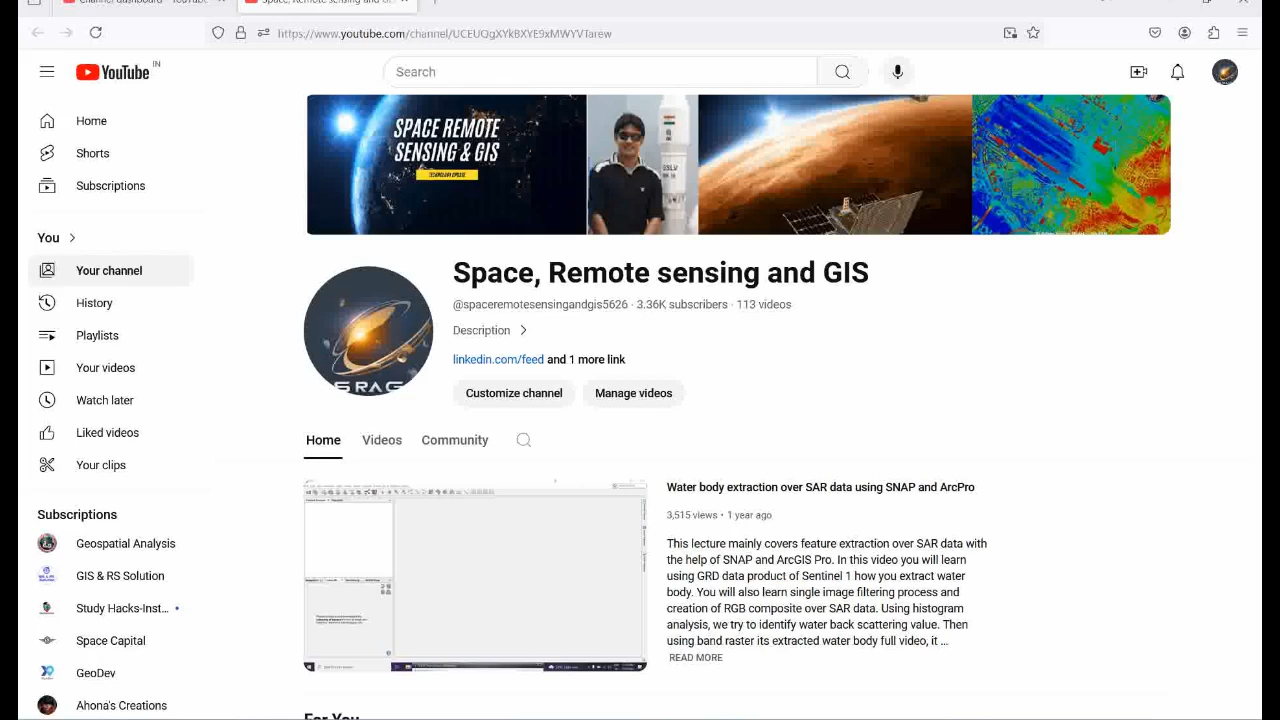 https://www.youtube.com/channel/UCEUQgXYkBXYE9xMWYVTarew
YouTube IN
Search
Home
Shorts
Subscriptions
You
Your channel
History
Playlists
Your videos
Watch later
Liked videos
Your clips
Subscriptions
Geospatial Analysis
GIS & RS Solution
Study Hacks-Inst...
Space Capital
GeoDev
Ahona's Creations
SPACE REMOTE
SENSING & GIS
TECHNOLOGY UPDATE
GSLV
SRAG
Space, Remote sensing and GIS
@spaceremotesensingandgis5626 · 3.36K subscribers · 113 videos
Description
linkedin.com/feed and 1 more link
Customize channel
Manage videos
Home
Videos
Community
Water body extraction over SAR data using SNAP and ArcPro
3,515 views • 1 year ago
This lecture mainly covers feature extraction over SAR data with
the help of SNAP and ArcGIS Pro. In this video you will learn
using GRD data product of Sentinel 1 how you extract water
body. You will also learn single image filtering process and
creation of RGB composite over SAR data. Using histogram
analysis, we try to find water back scattering value. Then
using band raster its extracted water body full video, it ...
READ MORE
For You